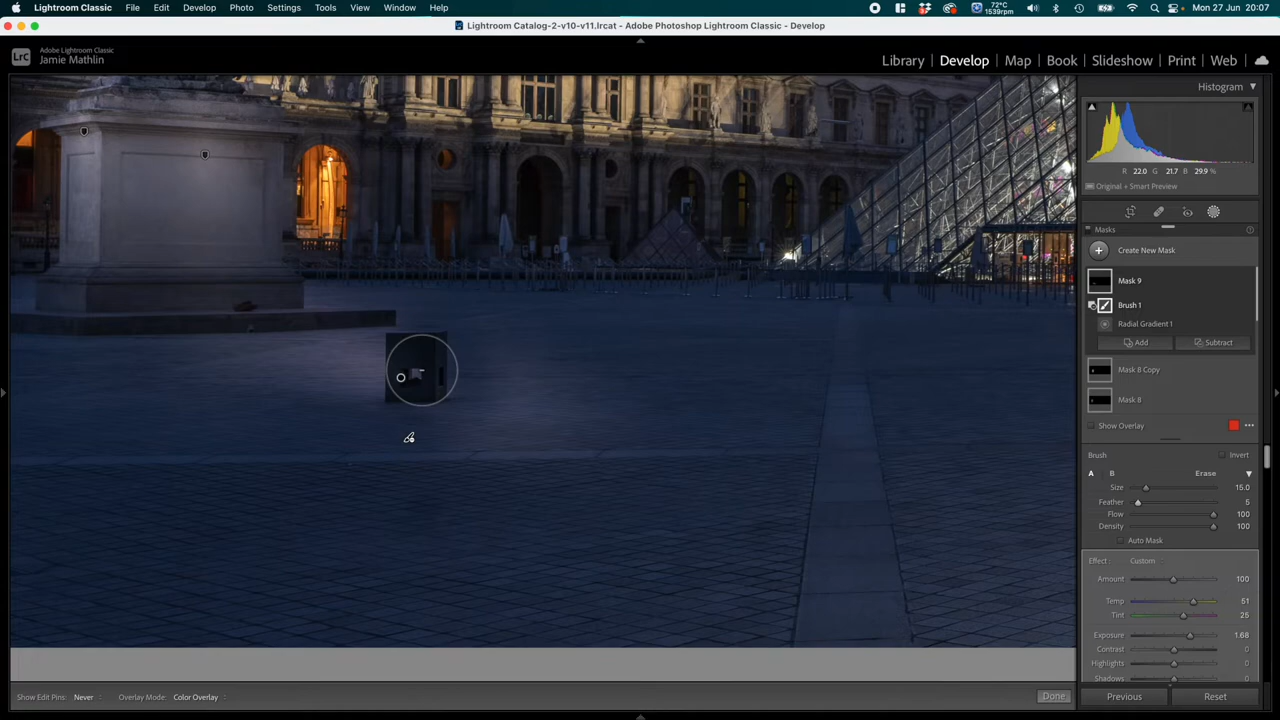 Lightroom Classic File Edit Develop Photo Settings Tools View Window Help
72°C
1539rpm
Mon 27 Jun 20:07
Lightroom Catalog-2-v10-v11.lrcat - Adobe Photoshop Lightroom Classic - Develop
LrC
Adobe Lightroom Classic
Jamie Mathlin
Library Develop Map Book Slideshow Print Web
Histogram
R 22.0 G 21.7 B 29.9 %
Original + Smart Preview
Masks
Create New Mask
Mask 9
Brush 1
Radial Gradient 1
Add Subtract
Mask 8 Copy
Mask 8
Show Overlay
Brush Invert
A B Erase
Size 15.0
Feather 5
Flow 100
Density 100
Auto Mask
Effect : Custom
Amount 100
Temp 51
Tint 25
Exposure 1.68
Contrast 0
Highlights 0
Shadows 0
Show Edit Pins: Never Overlay Mode: Color Overlay Done
Previous Reset